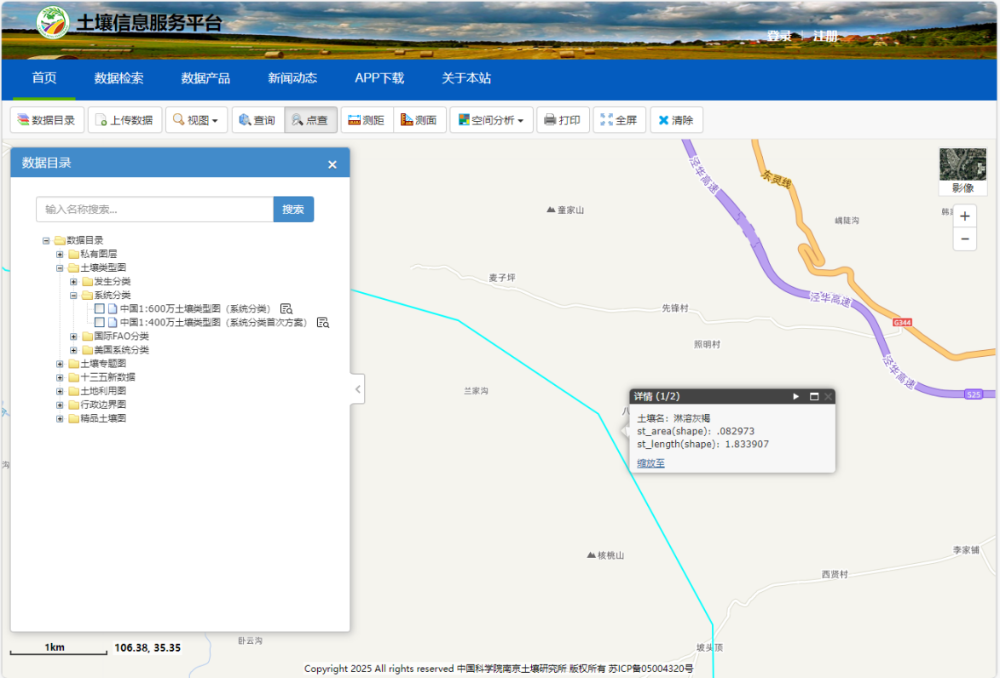 土壤信息服务平台
登录 | 注册
首页 数据检索 数据产品 新闻动态 APP下载 关于本站
数据目录 上传数据 视图 查询 点查 测距 测面 空间分析 打印 全屏 清除
数据目录
输入名称搜索... 搜索
数据目录
私有图层
土壤类型图
发生分类
系统分类
中国1:600万土壤类型图（系统分类）
中国1:400万土壤类型图（系统分类首次方案）
国际FAO分类
美国系统分类
土壤专题图
十三五新数据
土地利用图
行政边界图
精品土壤图
影像
+
−
泾华高速
东灵线
童家山
嵋陡沟
麦子坪
先锋村
泾华高速
G344
照明村
泾华高速
S25
兰家沟
八
详情 (1/2)
土壤名：淋溶灰褐
st_area(shape)：.082973
st_length(shape)：1.833907
缩放至
沟
核桃山
李家铺
西贤村
卧云沟
坡头顶
1km
106.38, 35.35
Copyright 2025 All rights reserved 中国科学院南京土壤研究所 版权所有 苏ICP备05004320号